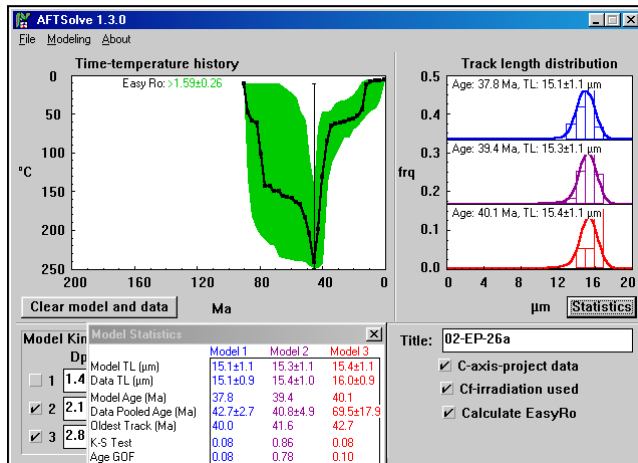 AFTSolve 1.3.0
File Modeling About
Time-temperature history
Easy Ro: >1.59±0.26
0
50
100
150
200
250
°C
200 160 120 80 40 0
Ma
Clear model and data
Track length distribution
Age: 37.8 Ma, TL: 15.1±1.1 µm
Age: 39.4 Ma, TL: 15.3±1.1 µm
Age: 40.1 Ma, TL: 15.4±1.1 µm
0.5
0.4
0.3
0.2
0.1
0.0
frq
0 4 8 12 16 20
µm
Statistics
Model Kin
Dp
1 1.4
2 2.1
3 2.8
Model Statistics
Model 1 Model 2 Model 3
Model TL (µm) 15.1±1.1 15.3±1.1 15.4±1.1
Data TL (µm) 15.1±0.9 15.4±1.0 16.0±0.9
Model Age (Ma) 37.8 39.4 40.1
Data Pooled Age (Ma) 42.7±2.7 40.8±4.9 69.5±17.9
Oldest Track (Ma) 40.0 41.6 42.7
K-S Test 0.08 0.86 0.08
Age GOF 0.08 0.78 0.10
Title: 02-EP-26a
C-axis-project data
Cf-irradiation used
Calculate EasyRo